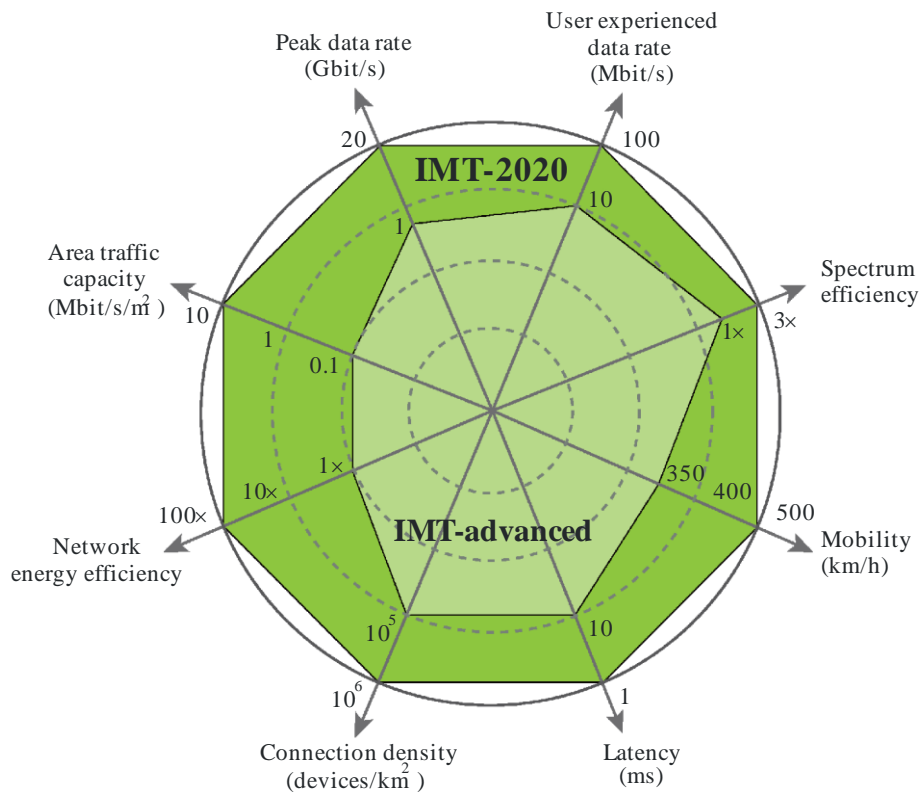 User experienced
data rate
(Mbit/s)
Peak data rate
(Gbit/s)
20
100
IMT-2020
10
1
Area traffic
capacity
(Mbit/s/m²)
Spectrum
efficiency
10
1
0.1
1×
3×
1×
10×
100×
350
400
500
Network
energy efficiency
IMT-advanced
Mobility
(km/h)
10⁵
10
10⁶
1
Connection density
(devices/km²)
Latency
(ms)